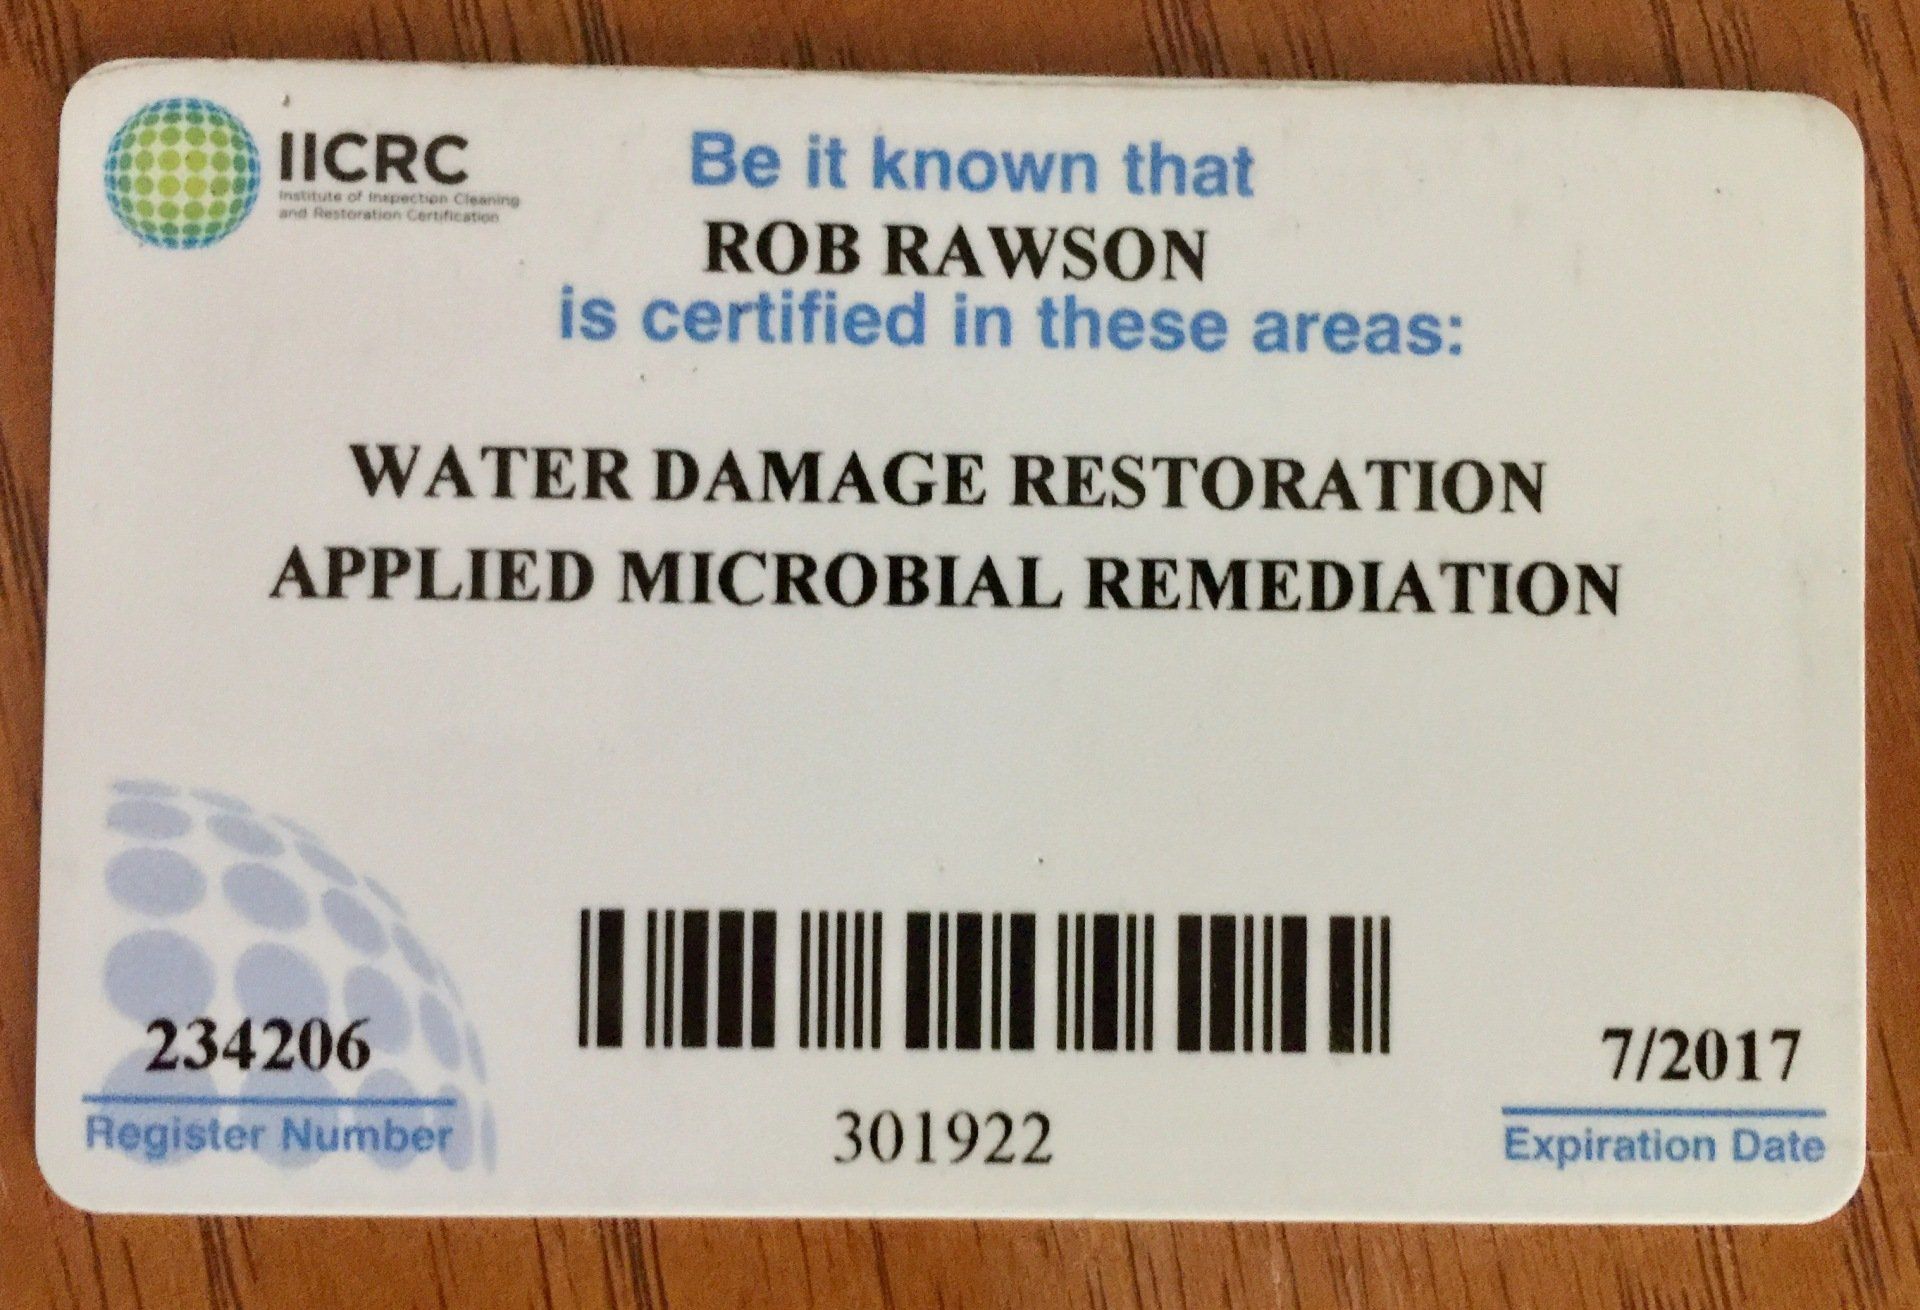 IICRC
Institute of Inspection Cleaning
and Restoration Certification
Be it known that
ROB RAWSON
is certified in these areas:
WATER DAMAGE RESTORATION
APPLIED MICROBIAL REMEDIATION
234206
Register Number
301922
7/2017
Expiration Date